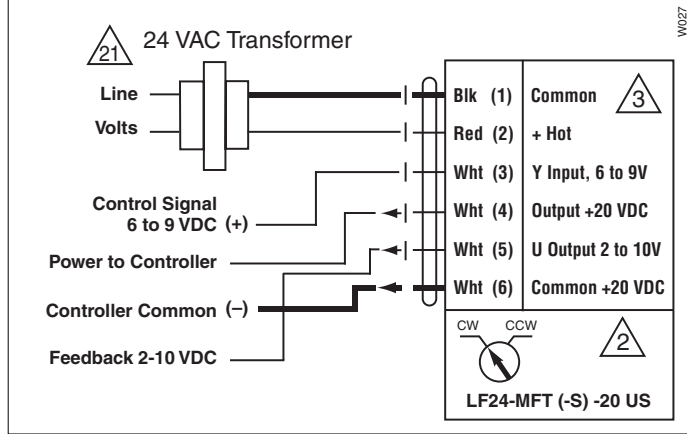 W027
21 24 VAC Transformer
Line
Volts
Control Signal
6 to 9 VDC (+)
Power to Controller
Controller Common (–)
Feedback 2-10 VDC
Blk (1) Common 3
Red (2) + Hot
Wht (3) Y Input, 6 to 9V
Wht (4) Output +20 VDC
Wht (5) U Output 2 to 10V
Wht (6) Common +20 VDC
CW CCW 2
LF24-MFT (-S) -20 US